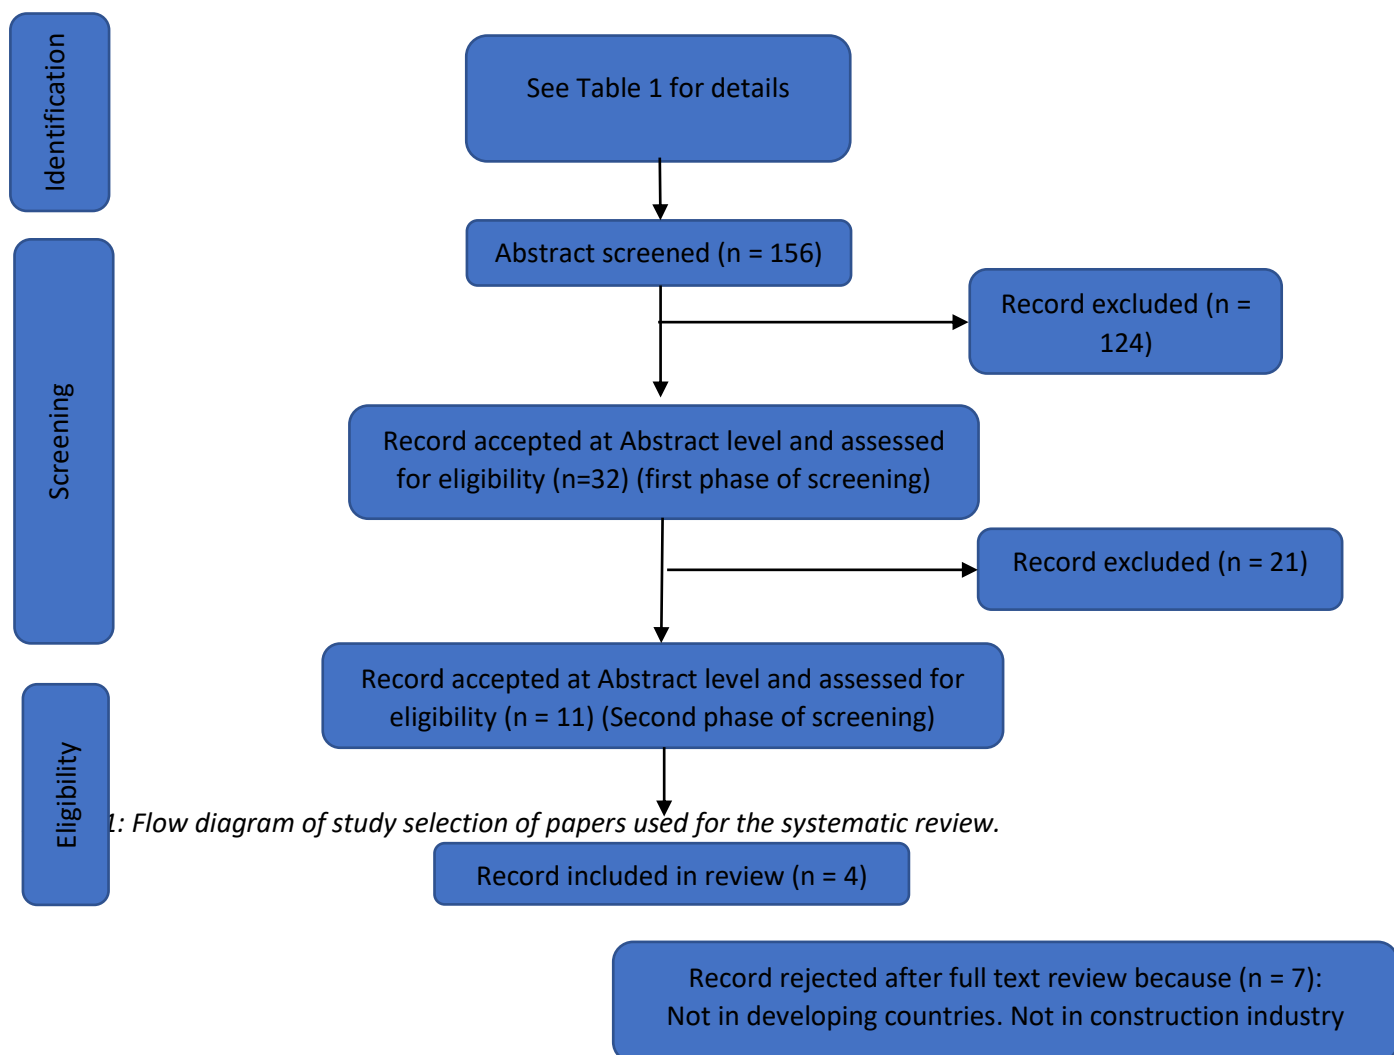 Identification
See Table 1 for details
Abstract screened (n = 156)
Record excluded (n =
124)
Screening
Record accepted at Abstract level and assessed
for eligibility (n=32) (first phase of screening)
Record excluded (n = 21)
Record accepted at Abstract level and assessed for
eligibility (n = 11) (Second phase of screening)
Eligibility
1: Flow diagram of study selection of papers used for the systematic review.
Record included in review (n = 4)
Record rejected after full text review because (n = 7):
Not in developing countries. Not in construction industry